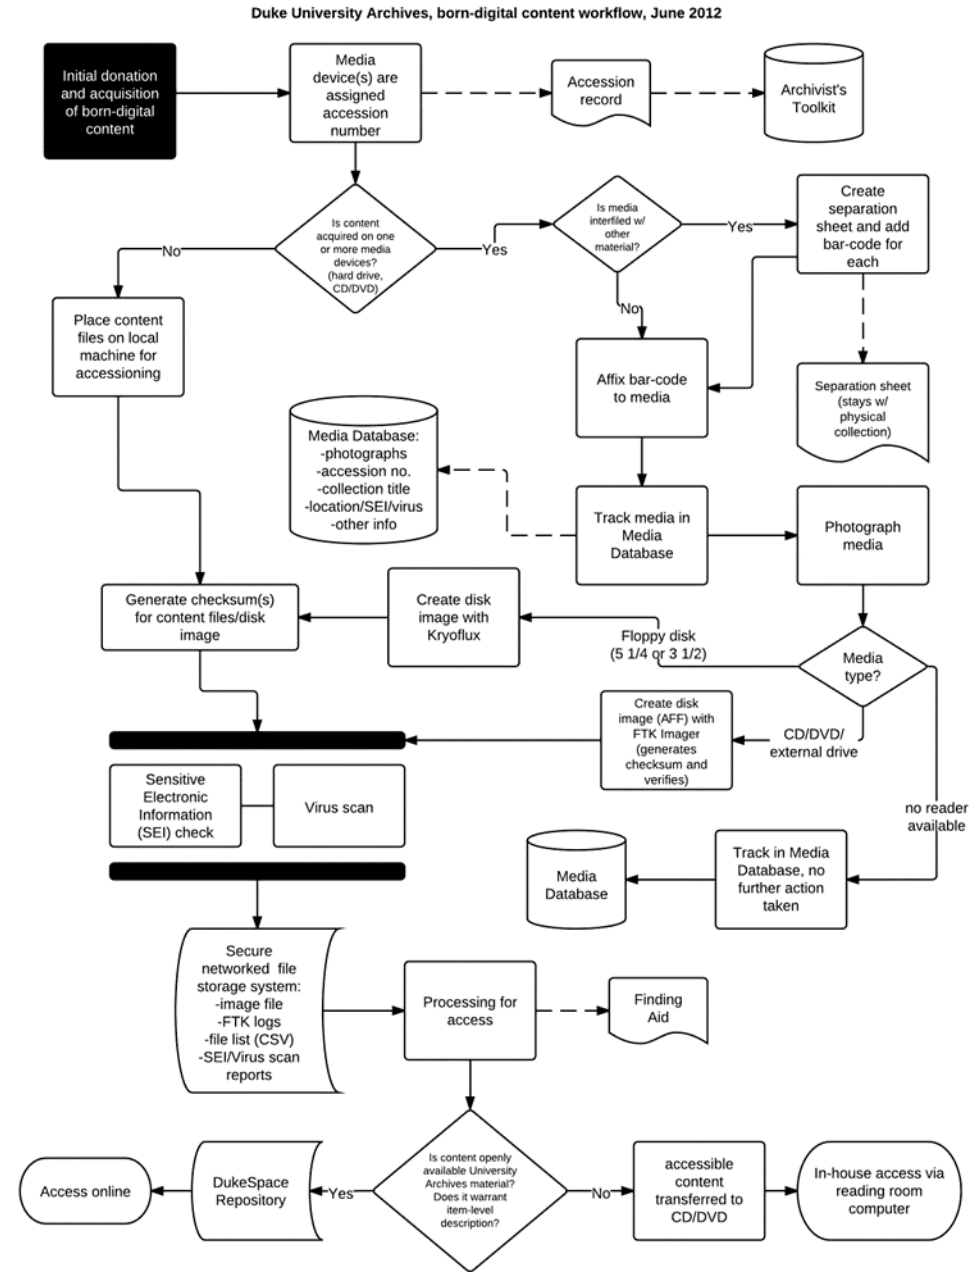 Duke University Archives, born-digital content workflow, June 2012
Initial donation
and acquisition
of born-digital
content
Media
device(s) are
assigned
accession
number
Accession
record
Archivist's
Toolkit
Is content
acquired on one
or more media
devices?
(hard drive,
CD/DVD)
No
Yes
Is media
interfiled w/
other
material?
Yes
No
Create
separation
sheet and add
bar-code for
each
Place content
files on local
machine for
accessioning
Affix bar-code
to media
Separation sheet
(stays w/
physical
collection)
Media Database:
-photographs
-accession no.
-collection title
-location/SEI/virus
-other info
Track media in
Media
Database
Photograph
media
Generate checksum(s)
for content files/disk
image
Create disk
image with
Kryoflux
Floppy disk
(5 1/4 or 3 1/2)
Media
type?
Create disk
image (AFF) with
FTK Imager
(generates
checksum and
verifies)
CD/DVD/
external drive
no reader
available
Sensitive
Electronic
Information
(SEI) check
Virus scan
Media
Database
Track in Media
Database, no
further action
taken
Secure
networked file
storage system:
-image file
-FTK logs
-file list (CSV)
-SEI/Virus scan
reports
Processing for
access
Finding
Aid
Is content openly
available University
Archives material?
Does it warrant
item-level
description?
Yes
No
DukeSpace
Repository
Access online
accessible
content
transferred to
CD/DVD
In-house access via
reading room
computer